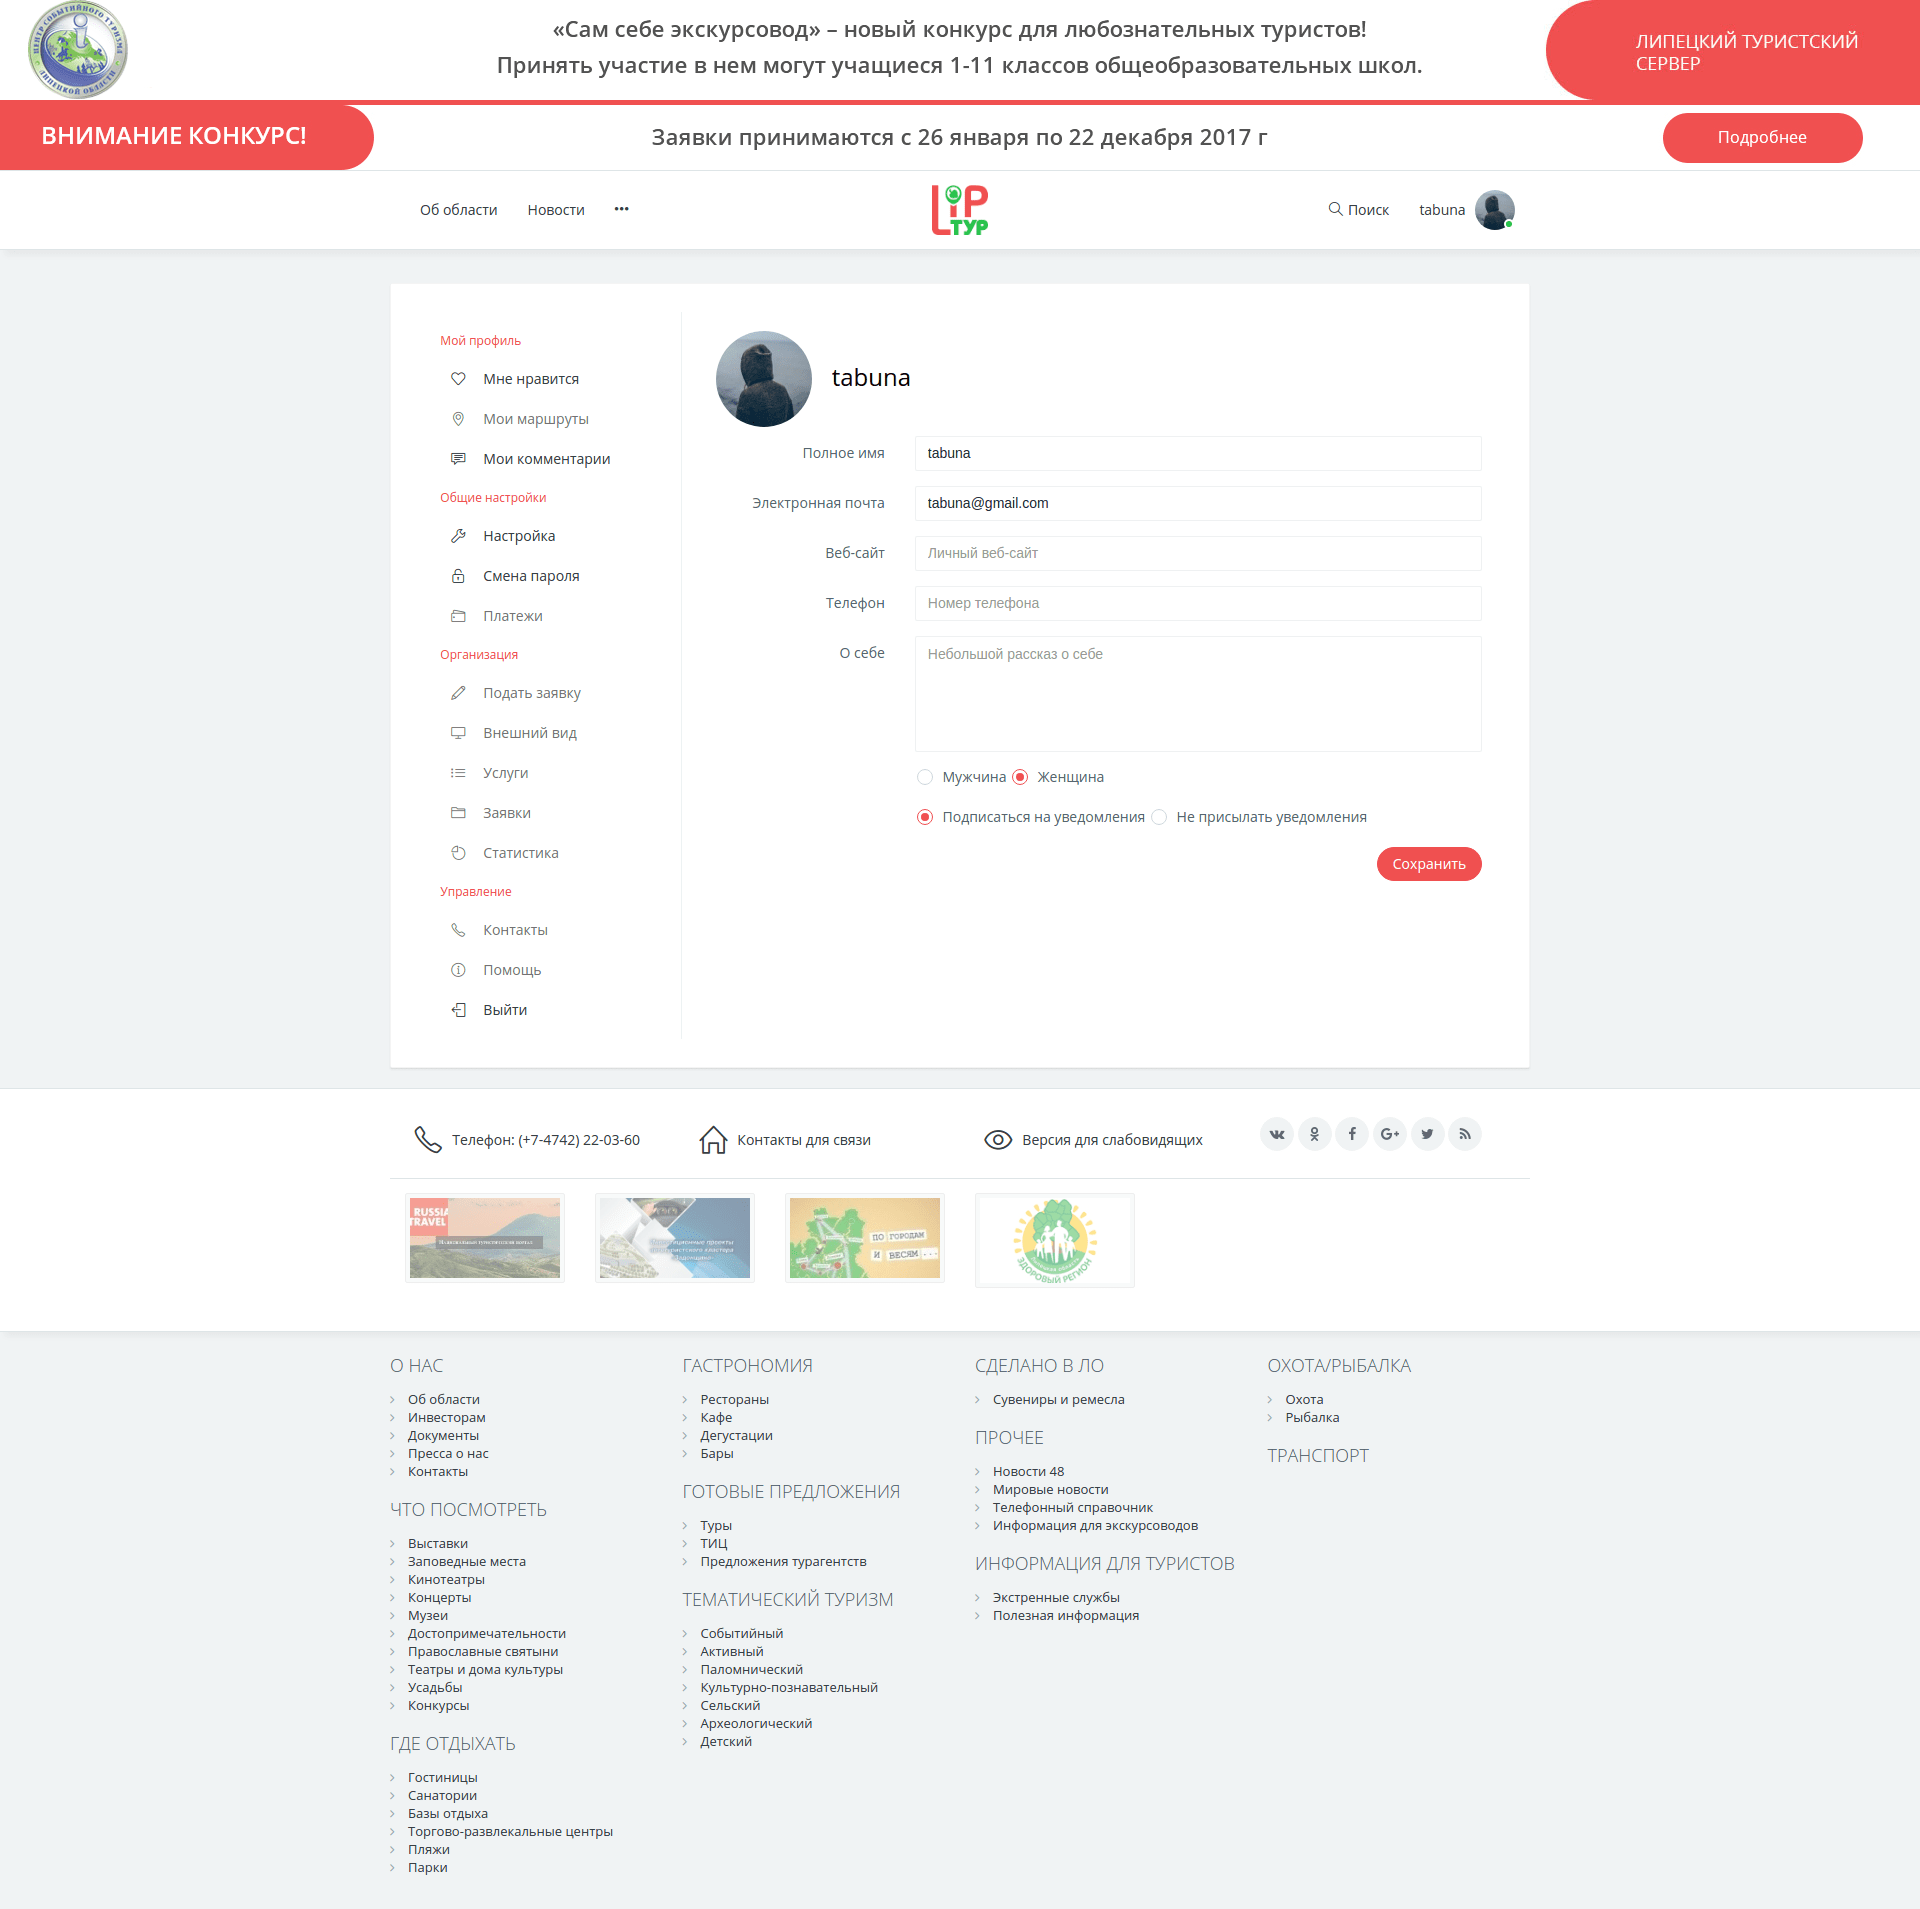 «Сам себе экскурсовод» – новый конкурс для любознательных туристов!
Принять участие в нем могут учащиеся 1-11 классов общеобразовательных школ.
ЛИПЕЦКИЙ ТУРИСТСКИЙ
СЕРВЕР
ЦЕНТР СОБЫТИЙНОГО ТУРИЗМА
ЛИПЕЦКОЙ ОБЛАСТИ
ВНИМАНИЕ КОНКУРС!
Заявки принимаются с 26 января по 22 декабря 2017 г
Подробнее
Об области
Новости
•••
LiP
ТУР
Поиск
tabuna
Мой профиль
Мне нравится
Мои маршруты
Мои комментарии
Общие настройки
Настройка
Смена пароля
Платежи
Организация
Подать заявку
Внешний вид
Услуги
Заявки
Статистика
Управление
Контакты
Помощь
Выйти
tabuna
Полное имя
tabuna
Электронная почта
tabuna@gmail.com
Веб-сайт
Личный веб-сайт
Телефон
Номер телефона
О себе
Небольшой рассказ о себе
Мужчина
Женщина
Подписаться на уведомления
Не присылать уведомления
Сохранить
Телефон: (+7-4742) 22-03-60
Контакты для связи
Версия для слабовидящих
RUSSIA
TRAVEL
ПО ГОРОДАМ
И ВЕСЯМ...
ЗДОРОВЫЙ РЕГИОН
О НАС
Об области
Инвесторам
Документы
Пресса о нас
Контакты
ЧТО ПОСМОТРЕТЬ
Выставки
Заповедные места
Кинотеатры
Концерты
Музеи
Достопримечательности
Православные святыни
Театры и дома культуры
Усадьбы
Конкурсы
ГДЕ ОТДЫХАТЬ
Гостиницы
Санатории
Базы отдыха
Торгово-развлекальные центры
Пляжи
Парки
ГАСТРОНОМИЯ
Рестораны
Кафе
Дегустации
Бары
ГОТОВЫЕ ПРЕДЛОЖЕНИЯ
Туры
ТИЦ
Предложения турагентств
ТЕМАТИЧЕСКИЙ ТУРИЗМ
Событийный
Активный
Паломнический
Культурно-познавательный
Сельский
Археологический
Детский
СДЕЛАНО В ЛО
Сувениры и ремесла
ПРОЧЕЕ
Новости 48
Мировые новости
Телефонный справочник
Информация для экскурсоводов
ИНФОРМАЦИЯ ДЛЯ ТУРИСТОВ
Экстренные службы
Полезная информация
ОХОТА/РЫБАЛКА
Охота
Рыбалка
ТРАНСПОРТ